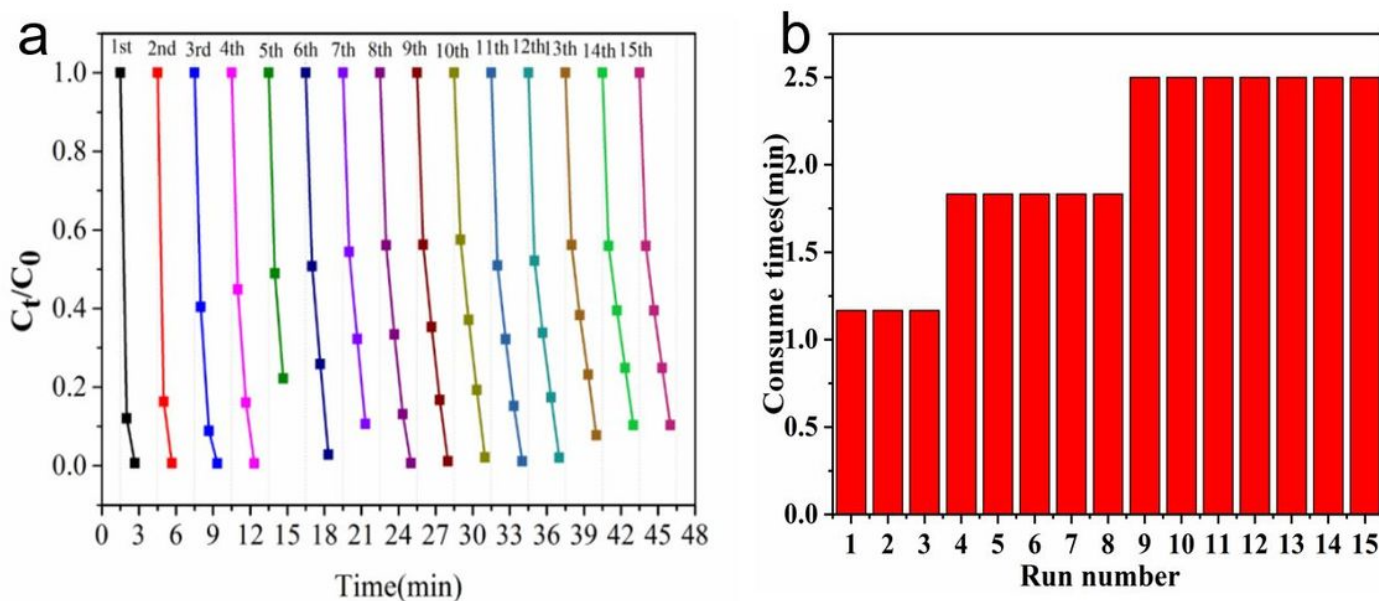 a
1st 2nd 3rd 4th 5th 6th 7th 8th 9th 10th 11th 12th 13th 14th 15th
1.0
0.8
0.6
0.4
0.2
0.0
Ct/C0
0 3 6 9 12 15 18 21 24 27 30 33 36 39 42 45 48
Time(min)
b
2.5
2.0
1.5
1.0
0.5
0.0
Consume times(min)
1 2 3 4 5 6 7 8 9 10 11 12 13 14 15
Run number